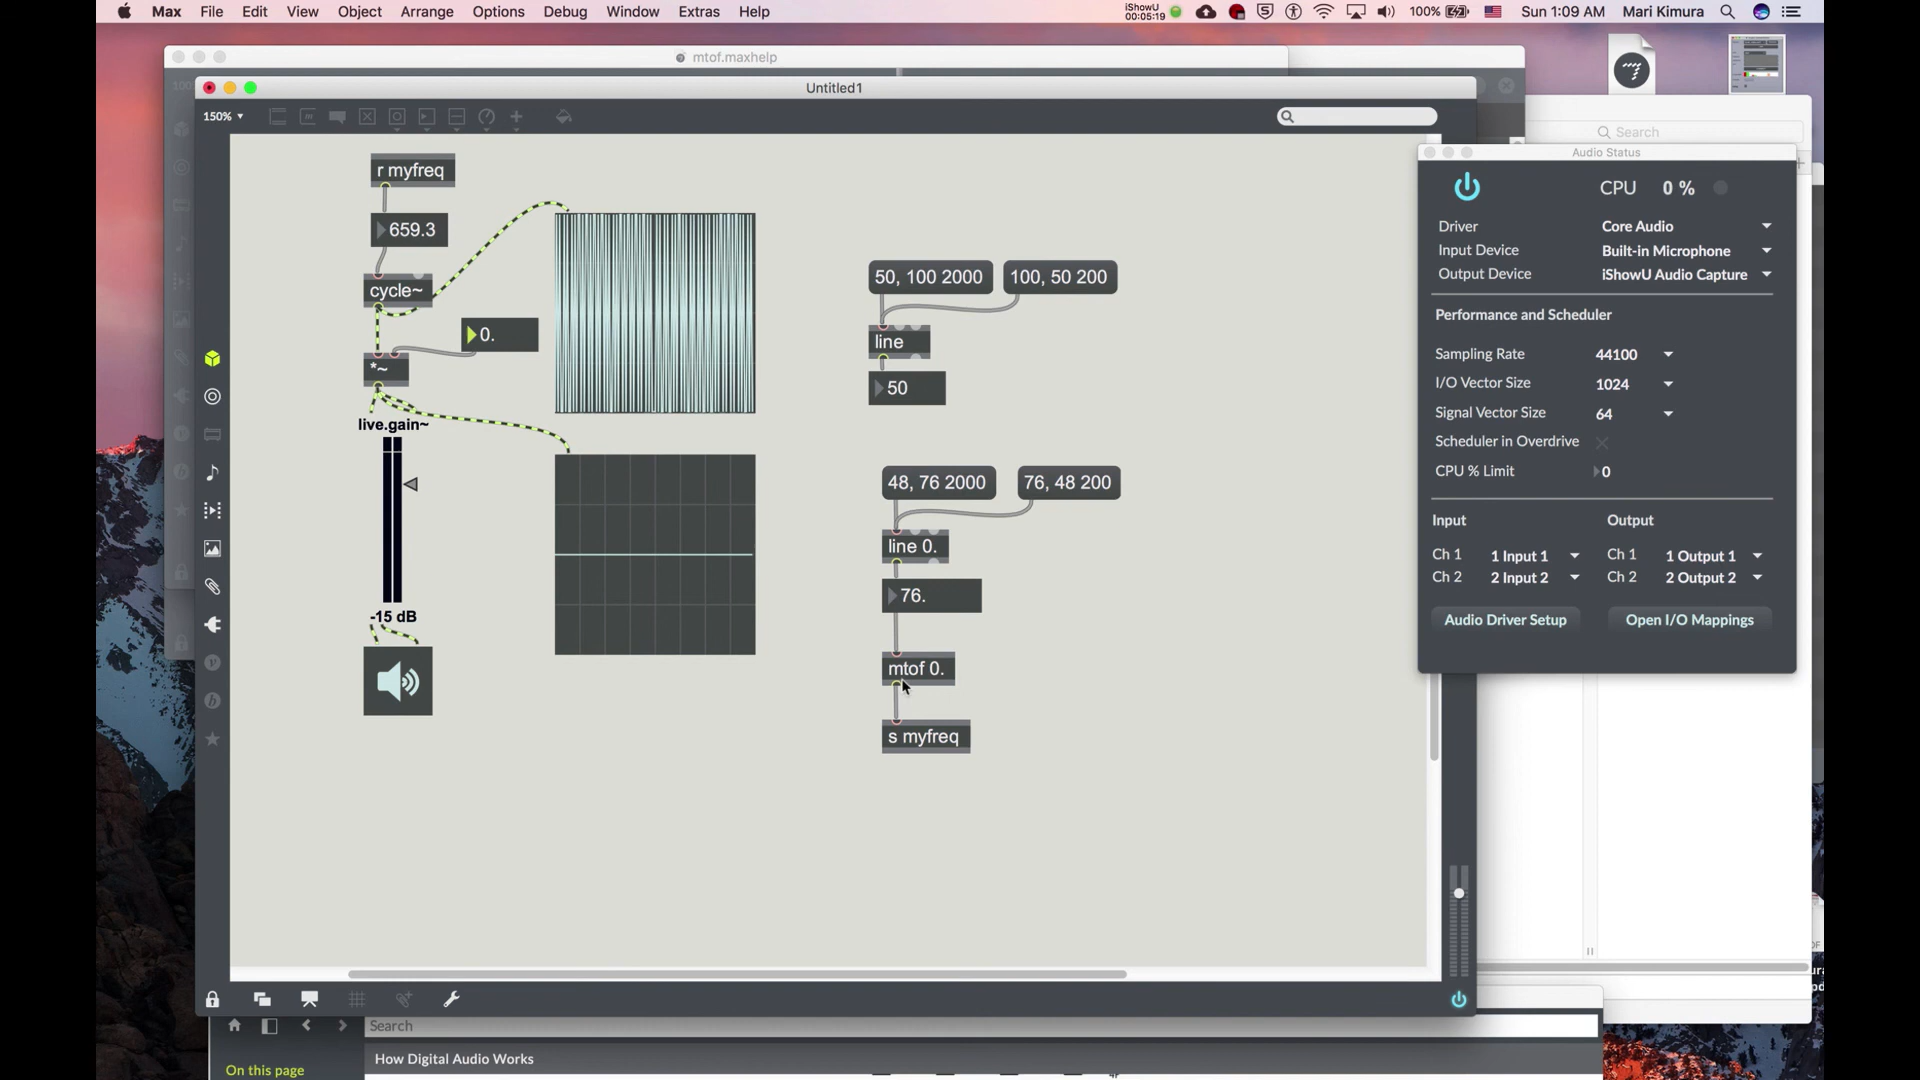 Max File Edit View Object Arrange Options Debug Window Extras Help
iShowU
00:05:19
100%
Sun 1:09 AM Mari Kimura
mtof.maxhelp
Untitled1
150%
Search
Audio Status
r myfreq
659.3
cycle~
0.
*~
live.gain~
-15 dB
50, 100 2000
100, 50 200
line
50
48, 76 2000
76, 48 200
line 0.
76.
mtof 0.
s myfreq
CPU 0 %
Driver Core Audio
Input Device Built-in Microphone
Output Device iShowU Audio Capture
Performance and Scheduler
Sampling Rate 44100
I/O Vector Size 1024
Signal Vector Size 64
Scheduler in Overdrive
CPU % Limit 0
Input Output
Ch 1 1 Input 1 Ch 1 1 Output 1
Ch 2 2 Input 2 Ch 2 2 Output 2
Audio Driver Setup Open I/O Mappings
Search
How Digital Audio Works
On this page